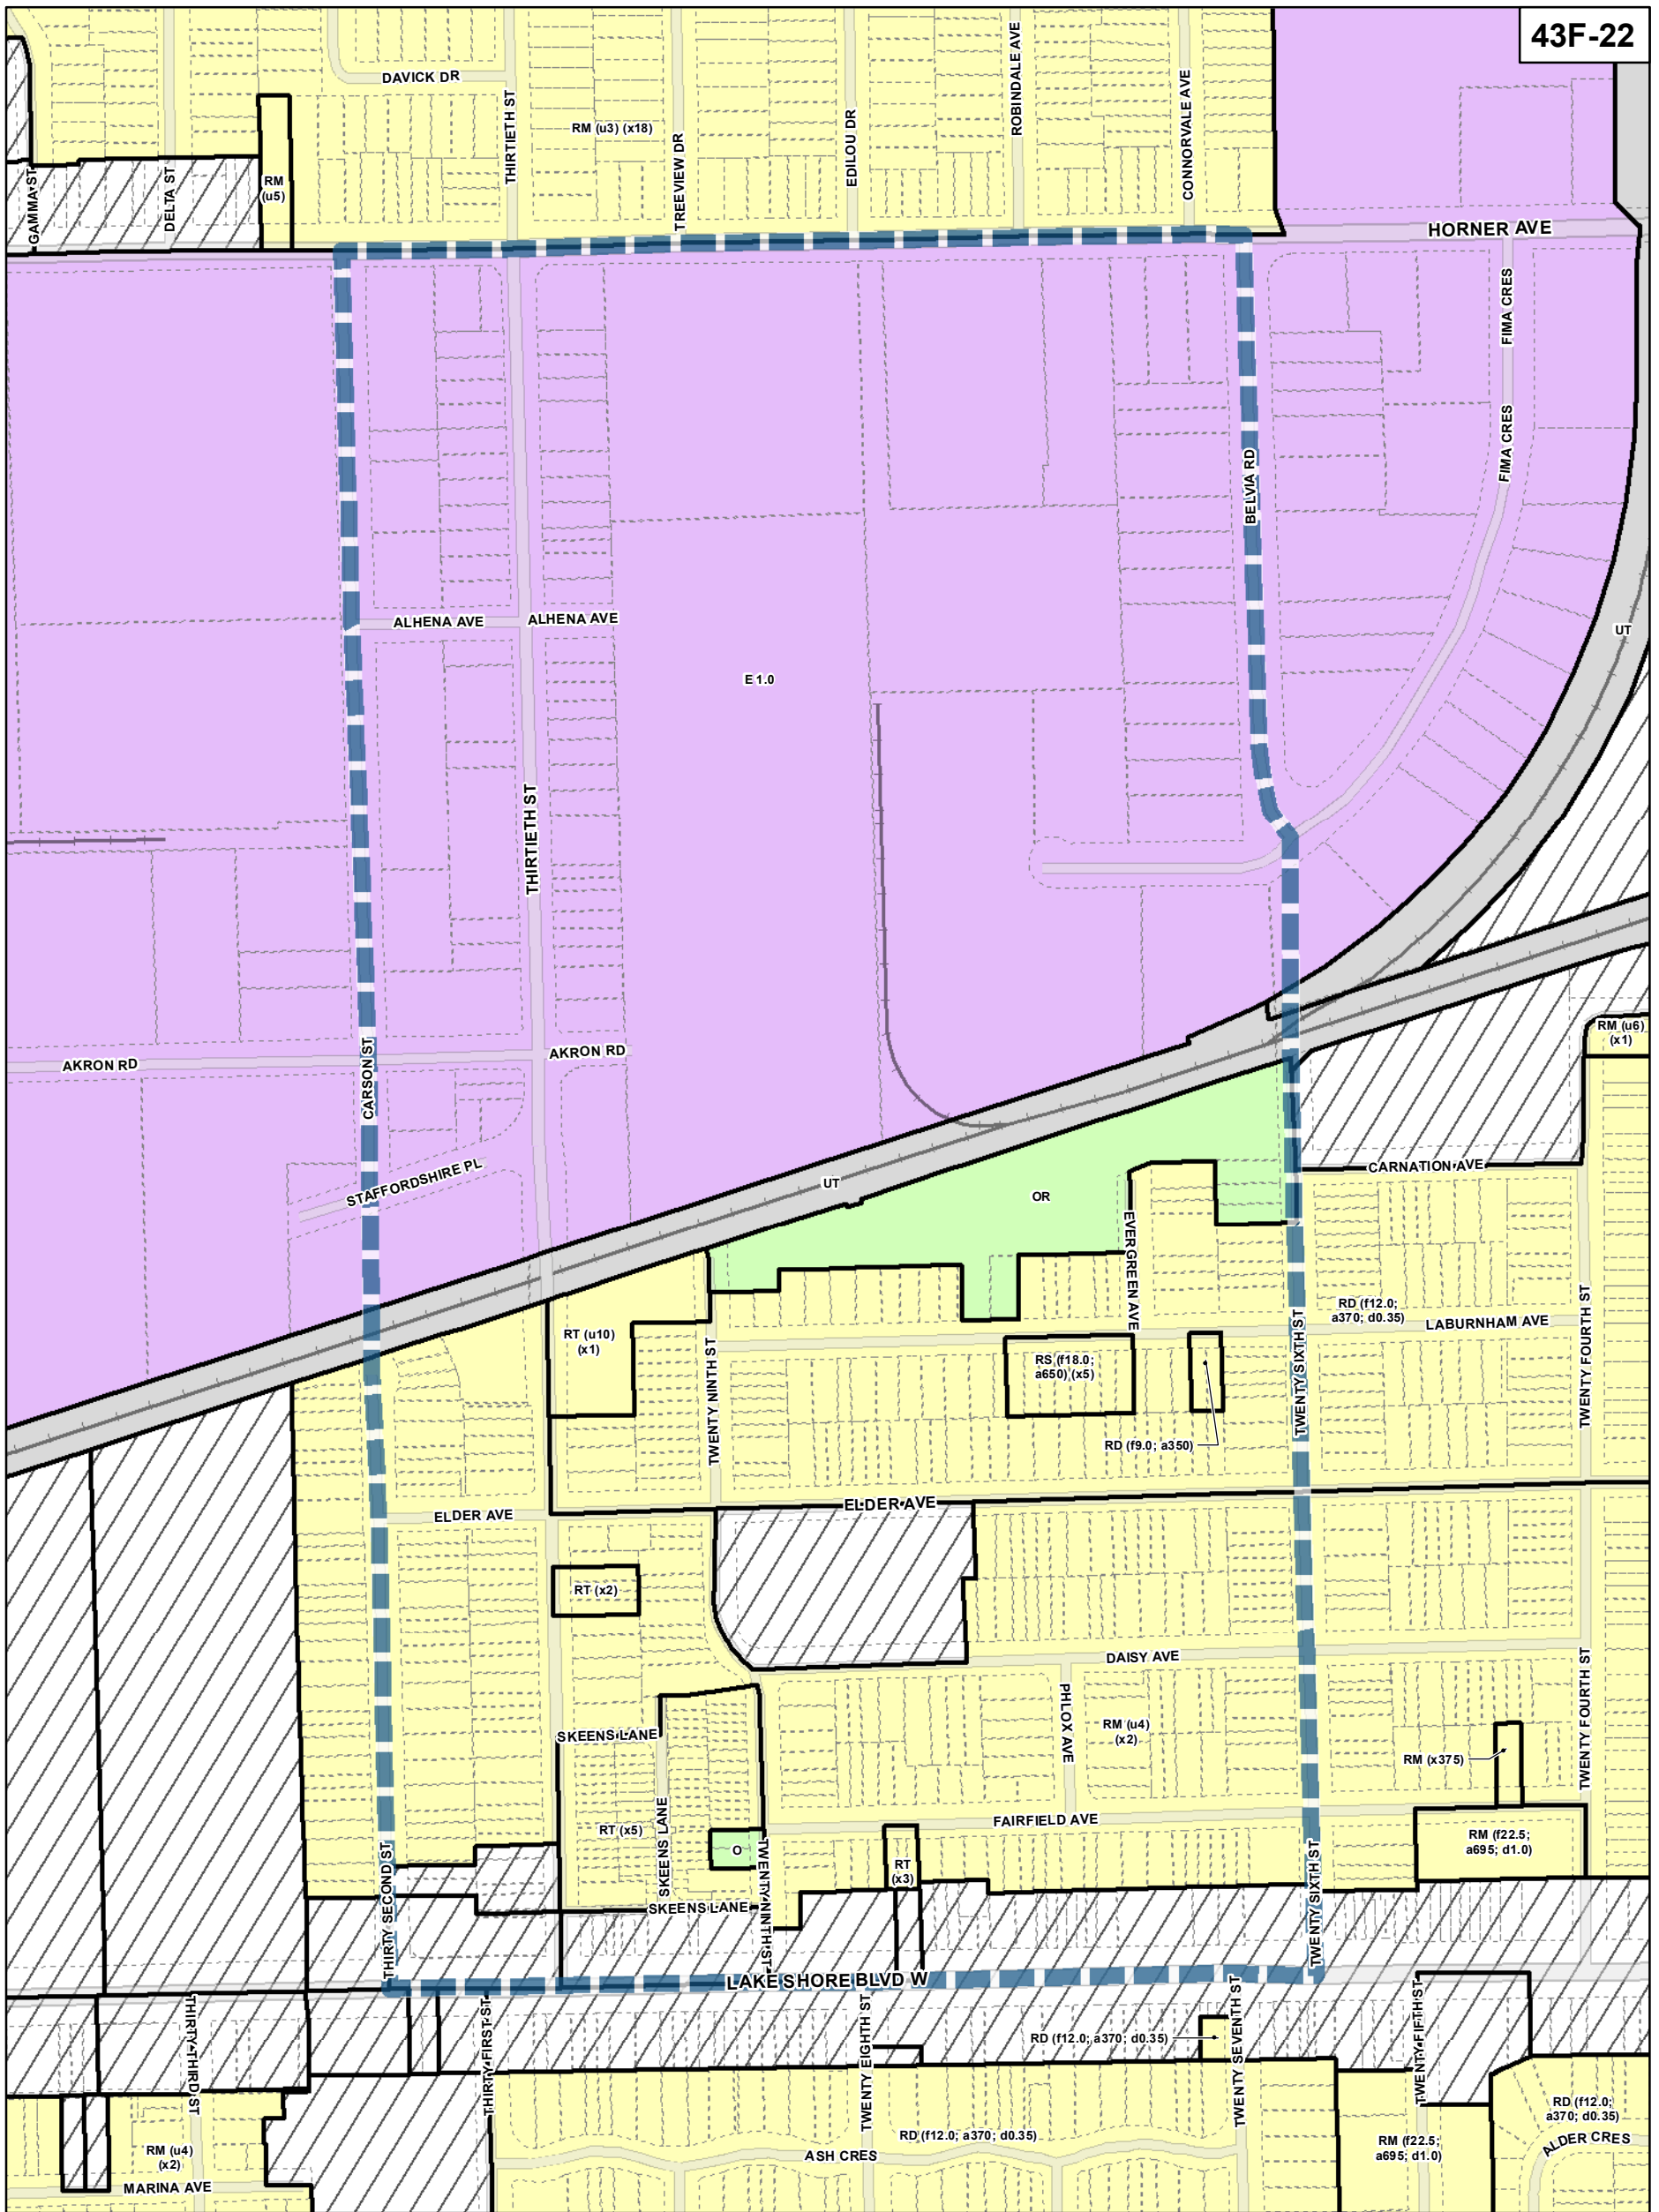 43F-22
DAVICK DR
THIRTIETH ST
RM (u3) (x18)
TREEVIEW DR
EDILOU DR
ROBINDALE AVE
CONNORVALE AVE
GAMMA ST
DELTA ST
RM
(u5)
HORNER AVE
FIMA CRES
FIMA CRES
BELVIA RD
ALHENA AVE
ALHENA AVE
UT
E 1.0
THIRTIETH ST
CARSON ST
AKRON RD
AKRON RD
RM (u6)
(x1)
STAFFORDSHIRE PL
UT
OR
CARNATION AVE
EVERGREEN AVE
RD (f12.0;
a370; d0.35)
LABURNHAM AVE
RT (u10)
(x1)
TWENTY NINTH ST
RS (f18.0;
a650) (x5)
RD (f9.0; a350)
TWENTY SIXTH ST
TWENTY FOURTH ST
ELDER AVE
ELDER AVE
RT (x2)
DAISY AVE
PHLOX AVE
SKEENS LANE
RM (u4)
(x2)
RM (x375)
TWENTY FOURTH ST
FAIRFIELD AVE
RT (x5)
SKEENS LANE
O
TWENTY NINTH ST
RT
(x3)
RM (f22.5;
a695; d1.0)
THIRTY SECOND ST
SKEENS LANE
TWENTY SIXTH ST
LAKE SHORE BLVD W
THIRTY THIRD ST
THIRTY FIRST ST
TWENTY EIGHTH ST
RD (f12.0; a370; d0.35)
TWENTY SEVENTH ST
TWENTY FIFTH ST
RM (u4)
(x2)
MARINA AVE
RD (f12.0; a370; d0.35)
ASH CRES
RM (f22.5;
a695; d1.0)
RD (f12.0;
a370; d0.35)
ALDER CRES